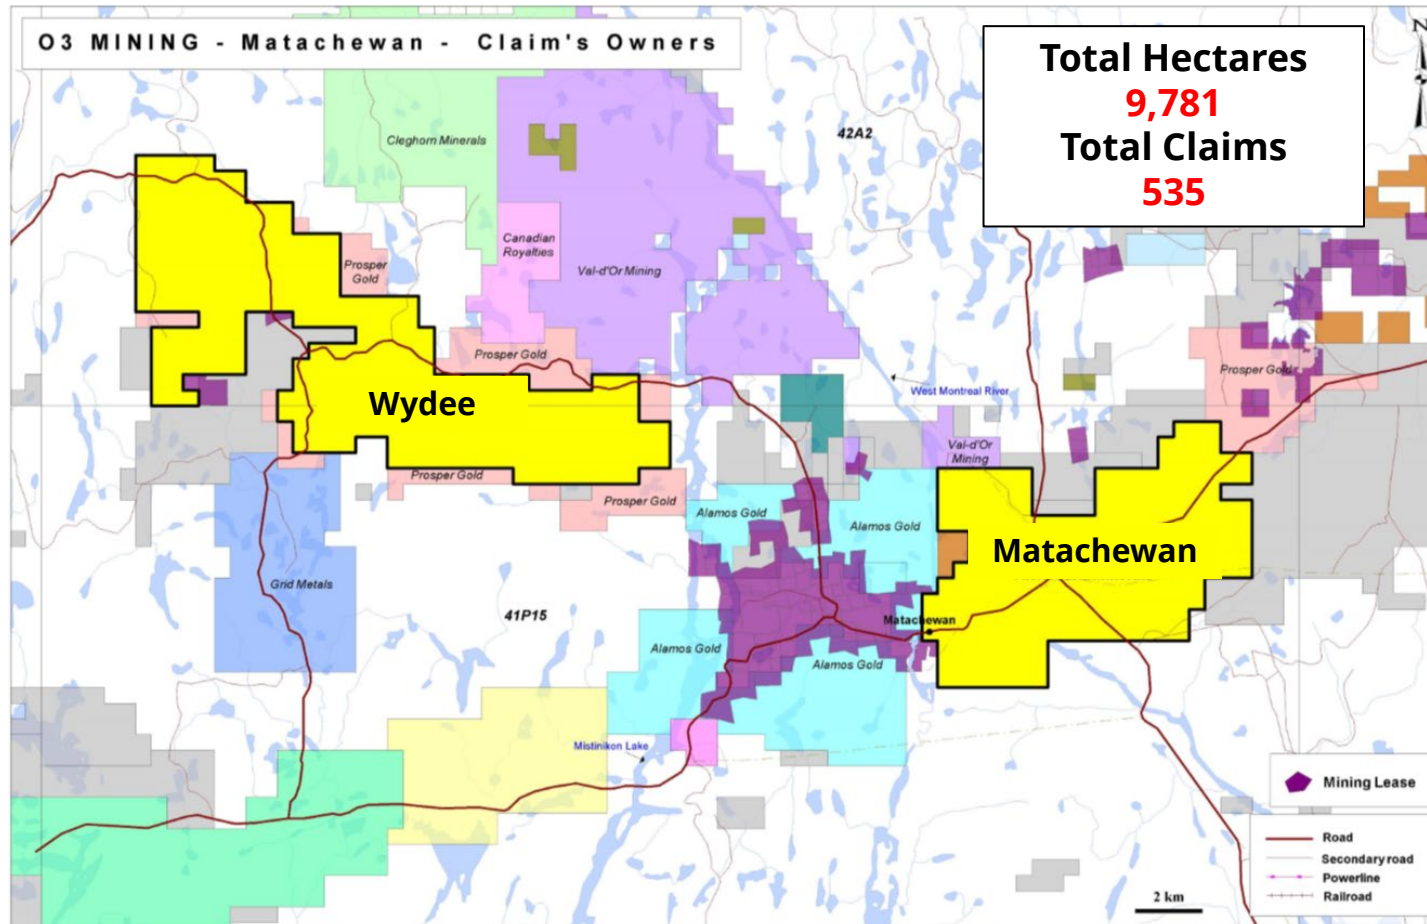 O3 MINING - Matachewan - Claim's Owners
Total Hectares
9,781
Total Claims
535
N
42A2
Cleghorn Minerals
Canadian
Royalties
Val-d'Or Mining
Prosper
Gold
Prosper Gold
Prosper Gold
West Montreal River
Wydee
Val-d'Or
Mining
Prosper Gold
Prosper Gold
Alamos Gold
Alamos Gold
Matachewan
Grid Metals
41P15
Matachewan
Alamos Gold
Alamos Gold
Mistinikon Lake
Mining Lease
Road
Secondary road
Powerline
Railroad
2 km